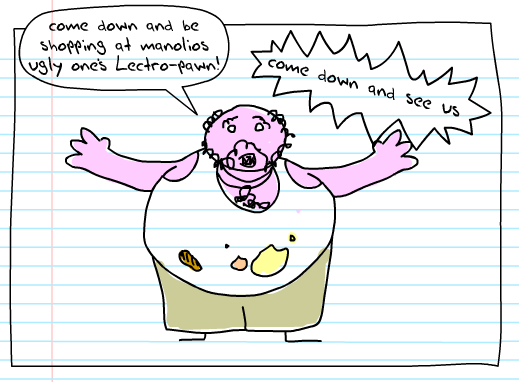 come down and be
shopping at manolios
ugly one's Lectro-pawn!
come down and see us